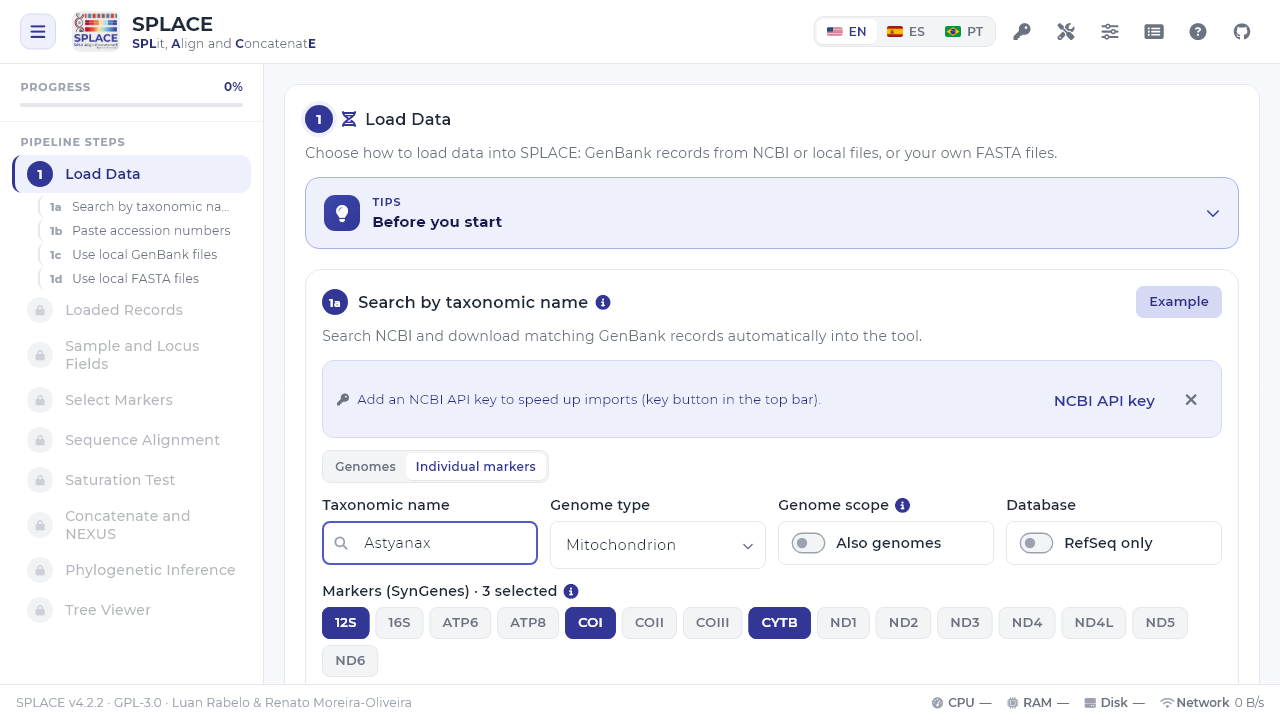 SPLACE
SPLit, Align and ConcatenatE
EN
ES
PT
PROGRESS
0%
PIPELINE STEPS
1 Load Data
1a Search by taxonomic na...
1b Paste accession numbers
1c Use local GenBank files
1d Use local FASTA files
Loaded Records
Sample and Locus
Fields
Select Markers
Sequence Alignment
Saturation Test
Concatenate and
NEXUS
Phylogenetic Inference
Tree Viewer
1 Load Data
Choose how to load data into SPLACE: GenBank records from NCBI or local files, or your own FASTA files.
TIPS
Before you start
1a Search by taxonomic name
Example
Search NCBI and download matching GenBank records automatically into the tool.
Add an NCBI API key to speed up imports (key button in the top bar).
NCBI API key
Genomes
Individual markers
Taxonomic name
Genome type
Genome scope
Database
Astyanax
Mitochondrion
Also genomes
RefSeq only
Markers (SynGenes) · 3 selected
12S 16S ATP6 ATP8 COI COII COIII CYTB ND1 ND2 ND3 ND4 ND4L ND5
ND6
SPLACE v4.2.2 · GPL-3.0 · Luan Rabelo & Renato Moreira-Oliveira
CPU — RAM — Disk — Network 0 B/s